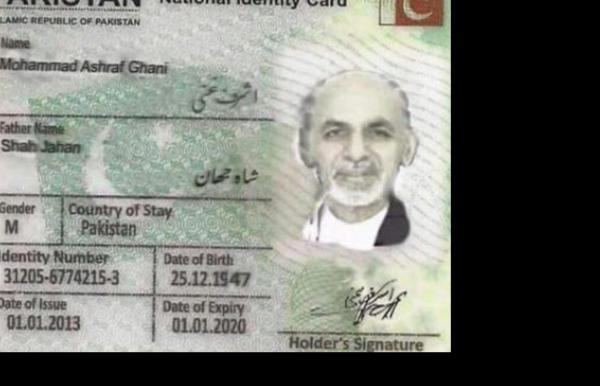 PAKISTAN National Identity Card
LAMIC REPUBLIC OF PAKISTAN
Name
Mohammad Ashraf Ghani
اشرف غنی
Father Name
Shah Jahan
شاہ جهان
Gender Country of Stay
M Pakistan
Identity Number Date of Birth
31205-6774215-3 25.12.1947
Date of Issue Date of Expiry
01.01.2013 01.01.2020
Holder's Signature